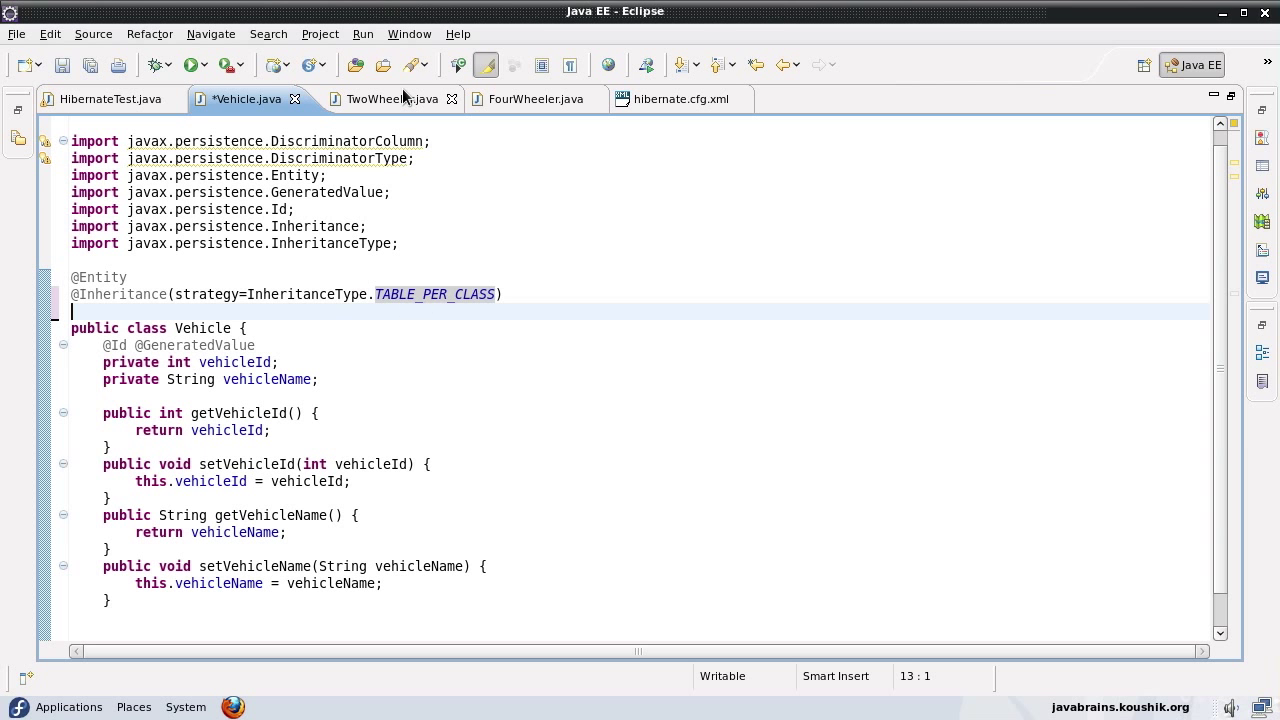 Java EE - Eclipse
File Edit Source Refactor Navigate Search Project Run Window Help
Java EE
HibernateTest.java *Vehicle.java TwoWheeler.java FourWheeler.java hibernate.cfg.xml
import javax.persistence.DiscriminatorColumn;
import javax.persistence.DiscriminatorType;
import javax.persistence.Entity;
import javax.persistence.GeneratedValue;
import javax.persistence.Id;
import javax.persistence.Inheritance;
import javax.persistence.InheritanceType;
@Entity
@Inheritance(strategy=InheritanceType.TABLE_PER_CLASS)
public class Vehicle {
@Id @GeneratedValue
private int vehicleId;
private String vehicleName;
public int getVehicleId() {
return vehicleId;
}
public void setVehicleId(int vehicleId) {
this.vehicleId = vehicleId;
}
public String getVehicleName() {
return vehicleName;
}
public void setVehicleName(String vehicleName) {
this.vehicleName = vehicleName;
}
Writable Smart Insert 13 : 1
Applications Places System javabrains.koushik.org